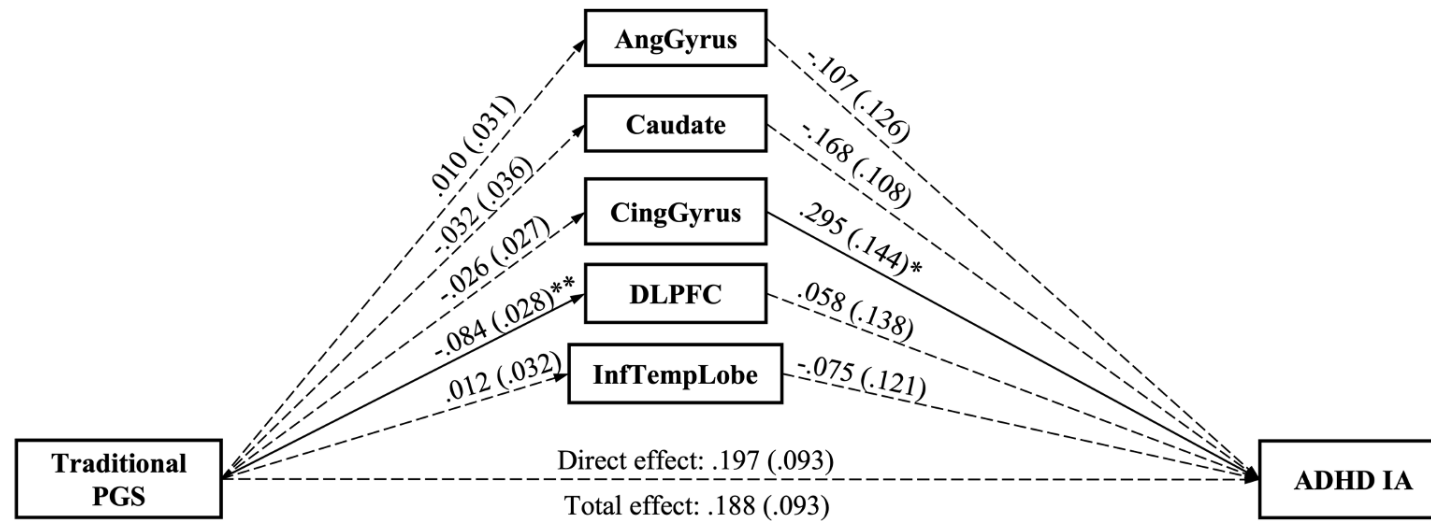 AngGyrus
-.107 (.126)
.010 (.031)
Caudate
-.168 (.108)
-.032 (.036)
CingGyrus
.295 (.144)*
-.026 (.027)
DLPFC
.058 (.138)
-.084 (.028)**
InfTempLobe
-.075 (.121)
.012 (.032)
Traditional
PGS
Direct effect: .197 (.093)
Total effect: .188 (.093)
ADHD IA